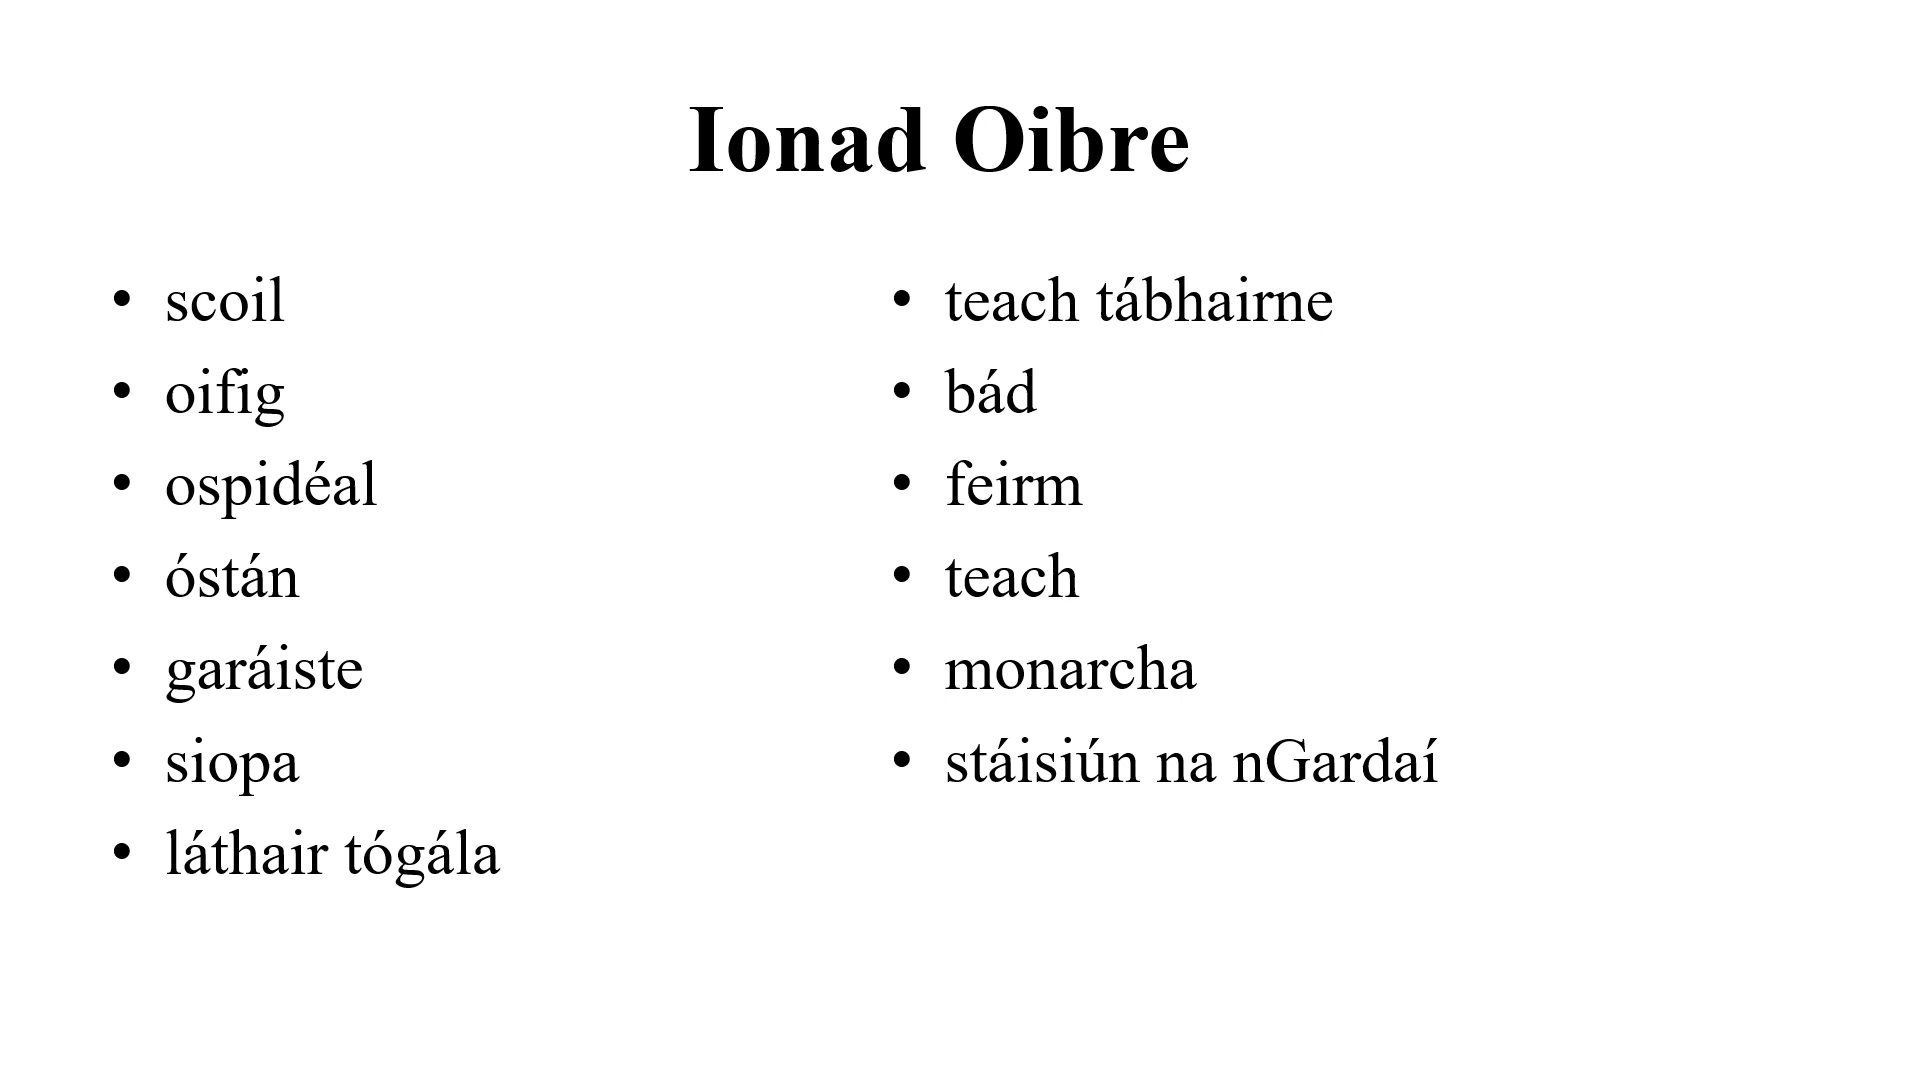 Ionad Oibre
• scoil
• oifig
• ospidéal
• óstán
• garáiste
• siopa
• láthair tógála
• teach tábhairne
• bád
• feirm
• teach
• monarcha
• stáisiún na nGardaí